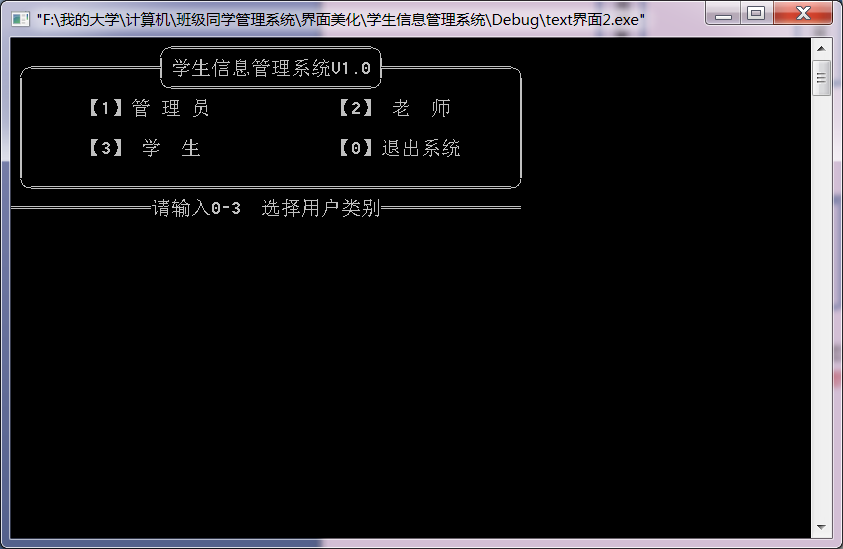 "F:\我的大学\计算机\班级同学管理系统\界面美化\学生信息管理系统\Debug\text界面2.exe"
学生信息管理系统V1.0
【1】管 理 员 【2】 老 师
【3】 学 生 【0】退出系统
请输入0-3 选择用户类别